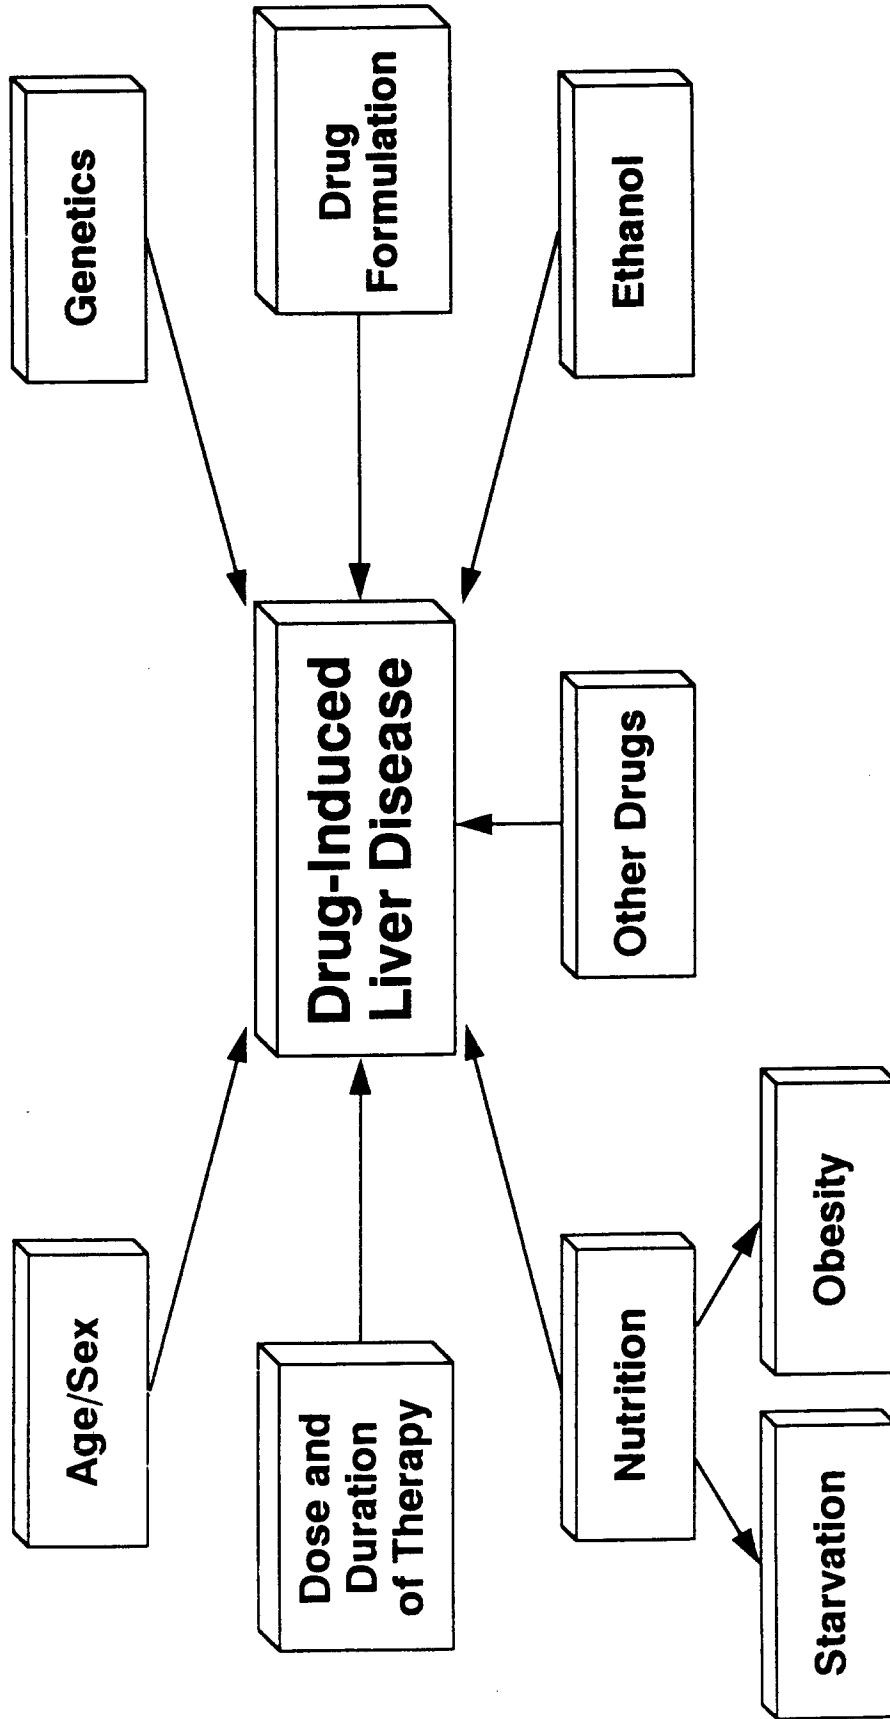 Age/Sex
Genetics
Dose and
Duration
of Therapy
Drug-Induced
Liver Disease
Drug
Formulation
Nutrition
Other Drugs
Ethanol
Starvation
Obesity